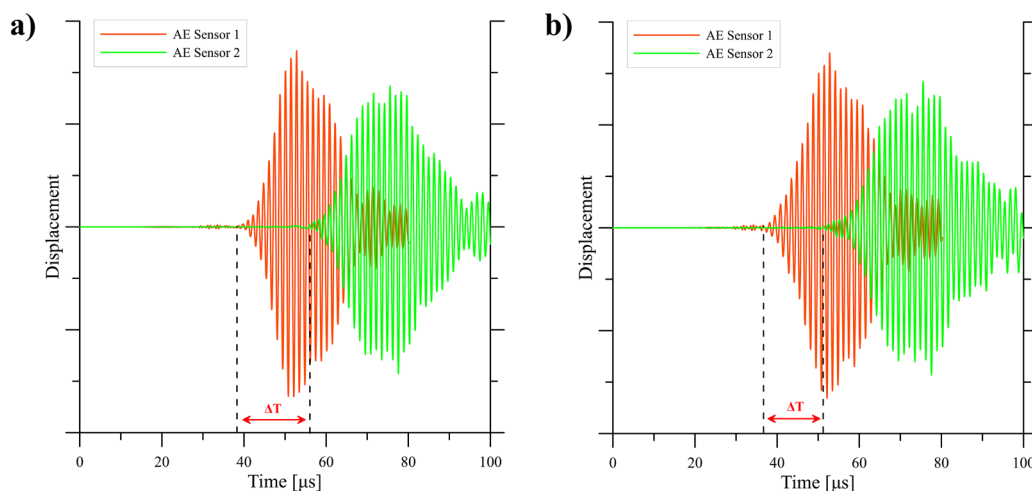 a)
AE Sensor 1
AE Sensor 2
Displacement
ΔT
0 20 40 60 80 100
Time [μs]
b)
AE Sensor 1
AE Sensor 2
Displacement
ΔT
0 20 40 60 80 100
Time [μs]